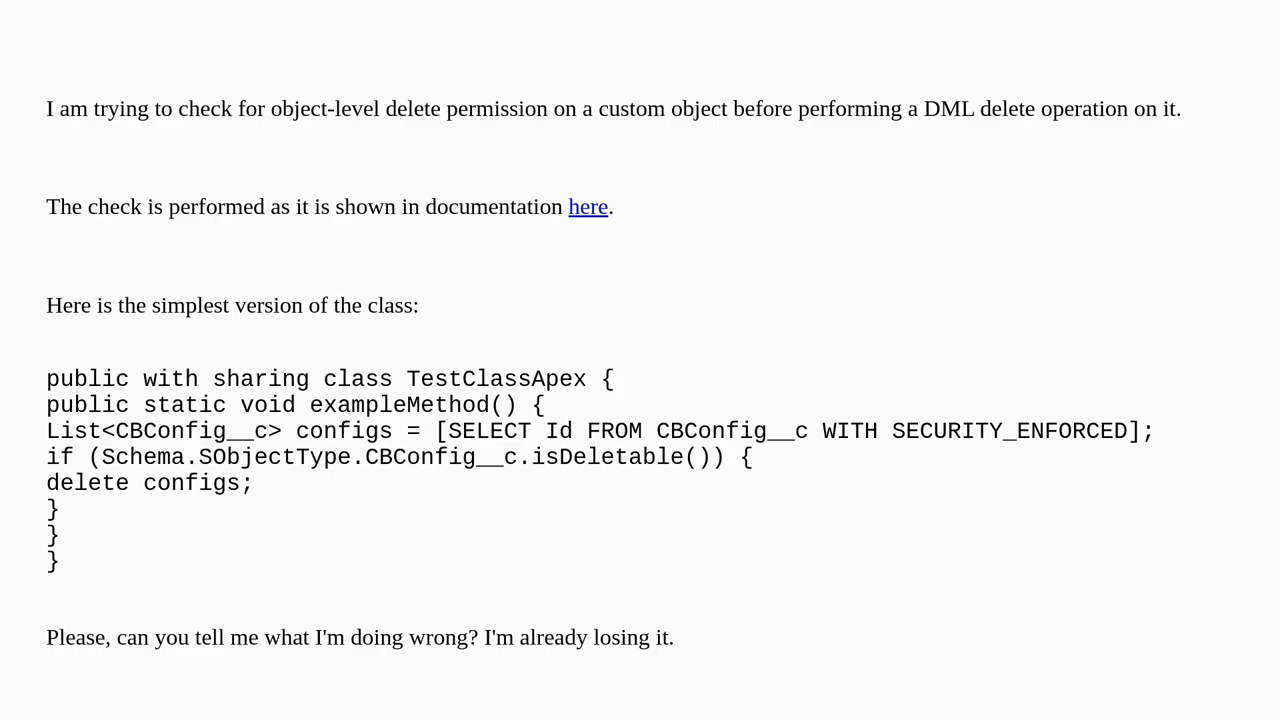 I am trying to check for object-level delete permission on a custom object before performing a DML delete operation on it.
The check is performed as it is shown in documentation here.
Here is the simplest version of the class:
public with sharing class TestClassApex {
public static void exampleMethod() {
List<CBConfig__c> configs = [SELECT Id FROM CBConfig__c WITH SECURITY_ENFORCED];
if (Schema.SObjectType.CBConfig__c.isDeletable()) {
delete configs;
}
}
}
Please, can you tell me what I'm doing wrong? I'm already losing it.